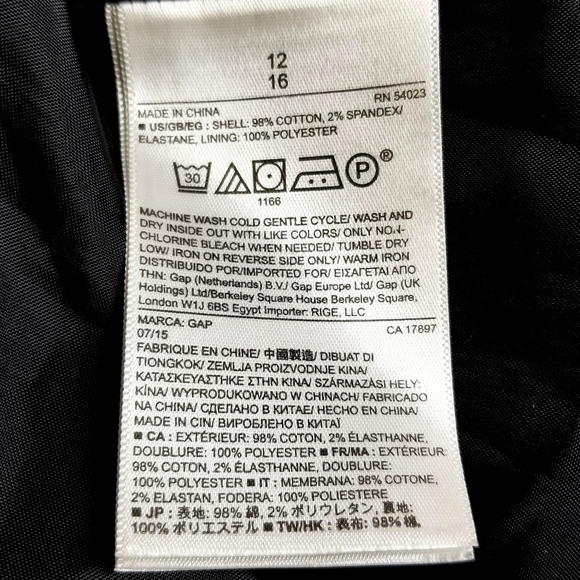 12
16
RN 54023
MADE IN CHINA
■ US/GB/EG : SHELL: 98% COTTON, 2% SPANDEX/
ELASTANE, LINING: 100% POLYESTER
30 P ®
1166
MACHINE WASH COLD GENTLE CYCLE/ WASH AND
DRY INSIDE OUT WITH LIKE COLORS/ ONLY NON-
CHLORINE BLEACH WHEN NEEDED/ TUMBLE DRY
LOW/ IRON ON REVERSE SIDE ONLY/ WARM IRON
DISTRIBUIDO POR/IMPORTED FOR/ ΕΙΣΑΓΕΤΑΙ ΑΠΟ
THN: Gap (Netherlands) B.V./ Gap Europe Ltd/ Gap (UK
Holdings) Ltd/Berkeley Square House Berkeley Square,
London W1J 6BS Egypt Importer: RIGE, LLC
MARCA: GAP CA 17897
07/15
FABRIQUE EN CHINE/ 中國製造/ DIBUAT DI
TIONGKOK/ ZEMLJA PROIZVODNJE KINA/
ΚΑΤΑΣΚΕΥΑΣΤΗΚΕ ΣΤΗΝ ΚΙΝΑ/ SZÁRMAZÁSI HELY:
KÍNA/ WYPRODUKOWANO W CHINACH/ FABRICADO
NA CHINA/ СДЕЛАНО В КИТАЕ/ HECHO EN CHINA/
MADE IN CIN/ ВИРОБЛЕНО В КИТАЇ
■ CA : EXTÉRIEUR: 98% COTON, 2% ÉLASTHANNE,
DOUBLURE: 100% POLYESTER ■ FR/MA : EXTÉRIEUR:
98% COTON, 2% ÉLASTHANNE, DOUBLURE:
100% POLYESTER ■ IT : MEMBRANA: 98% COTONE,
2% ELASTAN, FODERA: 100% POLIESTERE
■ JP : 表地: 98% 綿, 2% ポリウレタン, 裏地:
100% ポリエステル ■ TW/HK : 表布: 98% 棉,